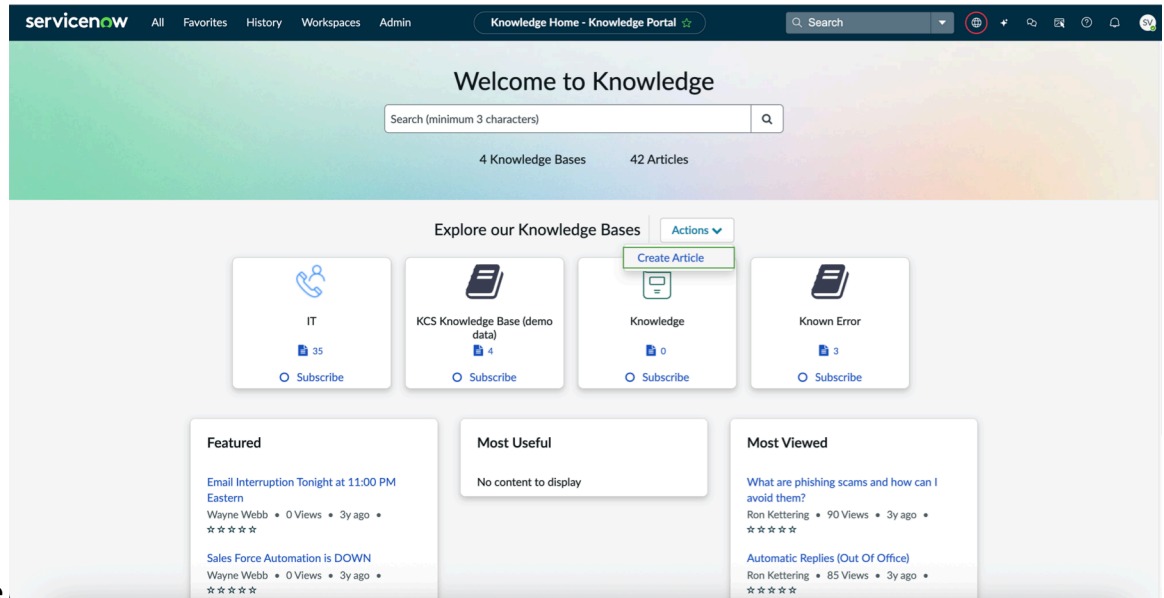 servicenow All Favorites History Workspaces Admin Knowledge Home - Knowledge Portal ☆ Search SV
Welcome to Knowledge
Search (minimum 3 characters)
4 Knowledge Bases 42 Articles
Explore our Knowledge Bases Actions
Create Article
IT
35
Subscribe
KCS Knowledge Base (demo
data)
4
Subscribe
Knowledge
0
Subscribe
Known Error
3
Subscribe
Featured
Email Interruption Tonight at 11:00 PM
Eastern
Wayne Webb • 0 Views • 3y ago •
☆☆☆☆☆
Sales Force Automation is DOWN
Wayne Webb • 0 Views • 3y ago •
☆☆☆☆☆
Most Useful
No content to display
Most Viewed
What are phishing scams and how can I
avoid them?
Ron Kettering • 90 Views • 3y ago •
☆☆☆☆☆
Automatic Replies (Out Of Office)
Ron Kettering • 85 Views • 3y ago •
☆☆☆☆☆